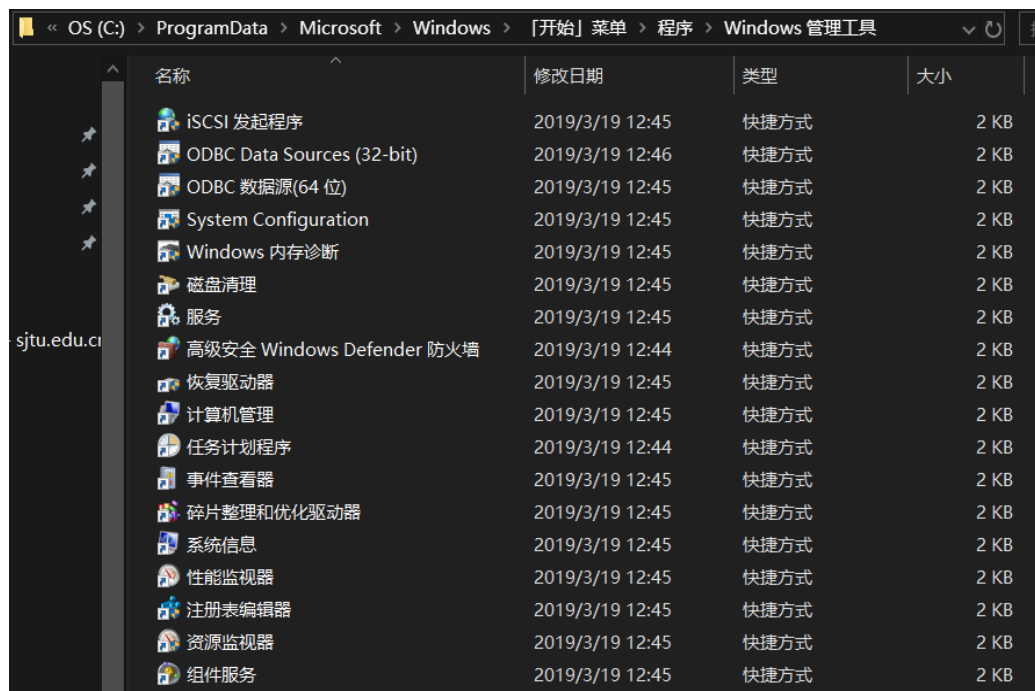 « OS (C:) > ProgramData > Microsoft > Windows > 「开始」菜单 > 程序 > Windows 管理工具
名称 修改日期 类型 大小
iSCSI 发起程序 2019/3/19 12:45 快捷方式 2 KB
ODBC Data Sources (32-bit) 2019/3/19 12:46 快捷方式 2 KB
ODBC 数据源(64 位) 2019/3/19 12:45 快捷方式 2 KB
System Configuration 2019/3/19 12:45 快捷方式 2 KB
Windows 内存诊断 2019/3/19 12:45 快捷方式 2 KB
磁盘清理 2019/3/19 12:45 快捷方式 2 KB
服务 2019/3/19 12:45 快捷方式 2 KB
sjtu.edu.cn
高级安全 Windows Defender 防火墙 2019/3/19 12:44 快捷方式 2 KB
恢复驱动器 2019/3/19 12:45 快捷方式 2 KB
计算机管理 2019/3/19 12:45 快捷方式 2 KB
任务计划程序 2019/3/19 12:44 快捷方式 2 KB
事件查看器 2019/3/19 12:45 快捷方式 2 KB
碎片整理和优化驱动器 2019/3/19 12:45 快捷方式 2 KB
系统信息 2019/3/19 12:45 快捷方式 2 KB
性能监视器 2019/3/19 12:45 快捷方式 2 KB
注册表编辑器 2019/3/19 12:45 快捷方式 2 KB
资源监视器 2019/3/19 12:45 快捷方式 2 KB
组件服务 2019/3/19 12:45 快捷方式 2 KB